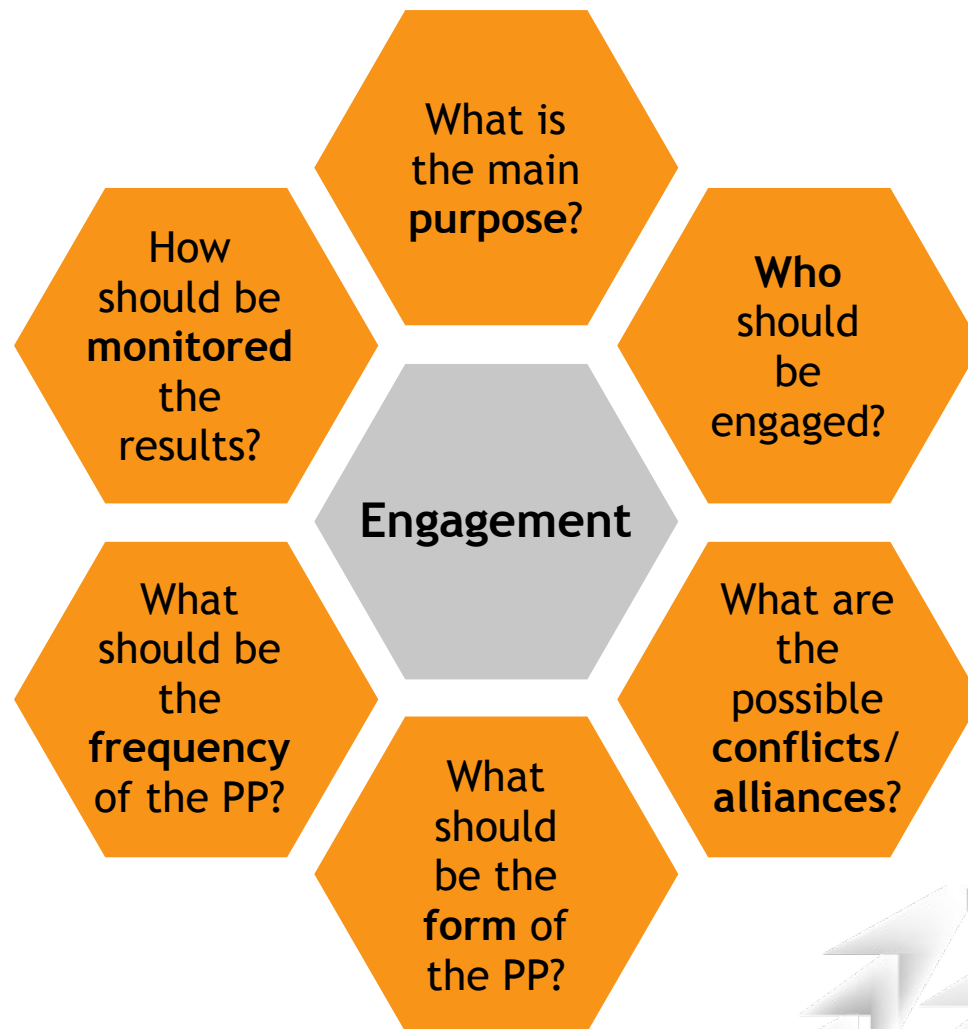 What is
the main
purpose?
Who
should
be
engaged?
What are
the
possible
conflicts/
alliances?
What
should
be the
form of
the PP?
What
should be
the
frequency
of the PP?
How
should be
monitored
the
results?
Engagement